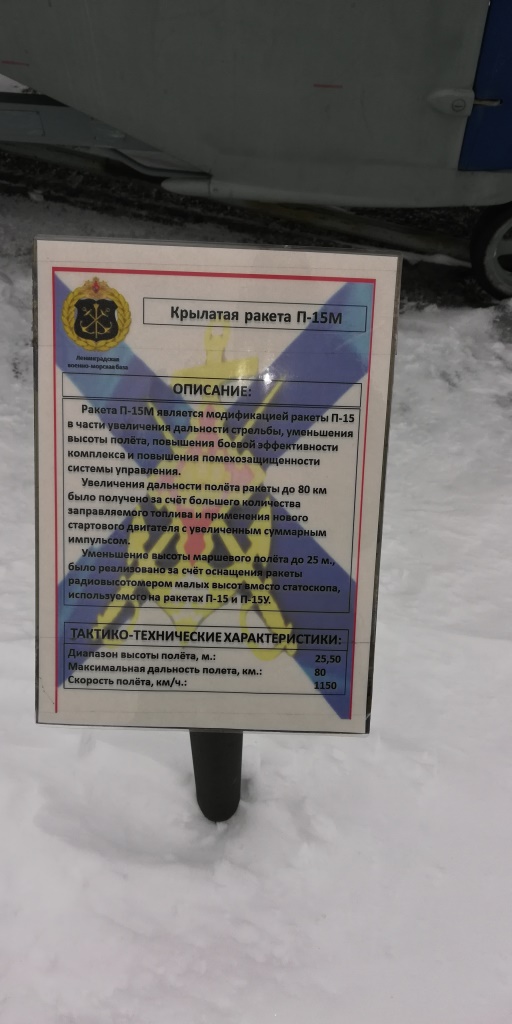 Ленинградская
военно-морская база
Крылатая ракета П-15М
ОПИСАНИЕ:
Ракета П-15М является модификацией ракеты П-15
в части увеличения дальности стрельбы, уменьшения
высоты полёта, повышения боевой эффективности
комплекса и повышения помехозащищенности
системы управления.
Увеличения дальности полёта ракеты до 80 км
было получено за счёт большего количества
заправляемого топлива и применения нового
стартового двигателя с увеличенным суммарным
импульсом.
Уменьшение высоты маршевого полёта до 25 м.,
было реализовано за счёт оснащения ракеты
радиовысотомером малых высот вместо статоскопа,
используемого на ракетах П-15 и П-15У.
ТАКТИКО-ТЕХНИЧЕСКИЕ ХАРАКТЕРИСТИКИ:
Диапазон высоты полёта, м.: 25,50
Максимальная дальность полета, км.: 80
Скорость полёта, км/ч.: 1150